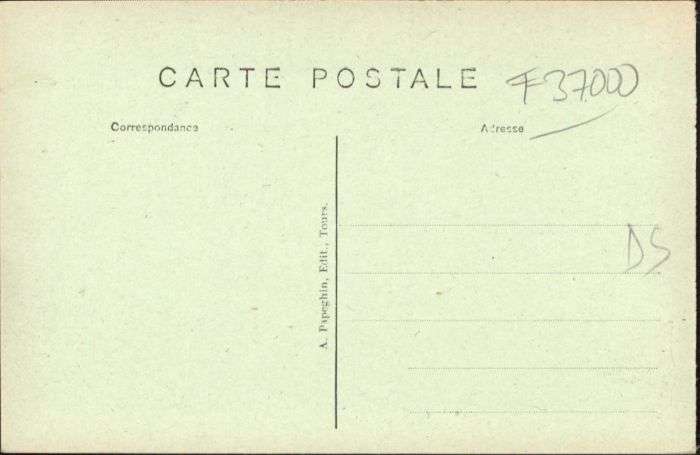 CARTE POSTALE
F37000
Correspondance
Adresse
A. Papeghin, Edit., Tours.
DS